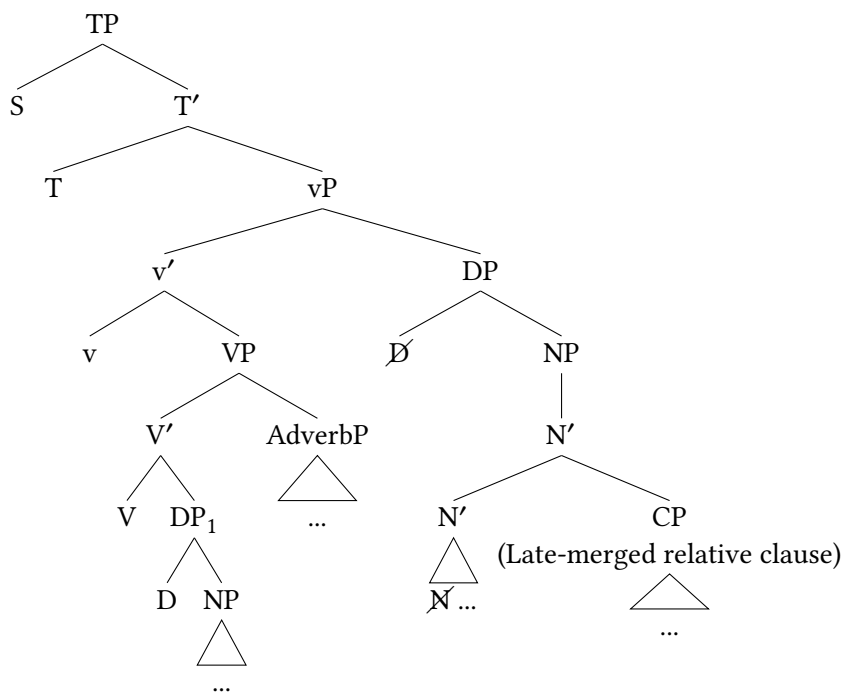 TP
S T′
T vP
v′ DP
v VP D NP
V′ AdverbP N′
V DP₁ ... N′ CP
(Late-merged relative clause)
D NP N ... ...
...